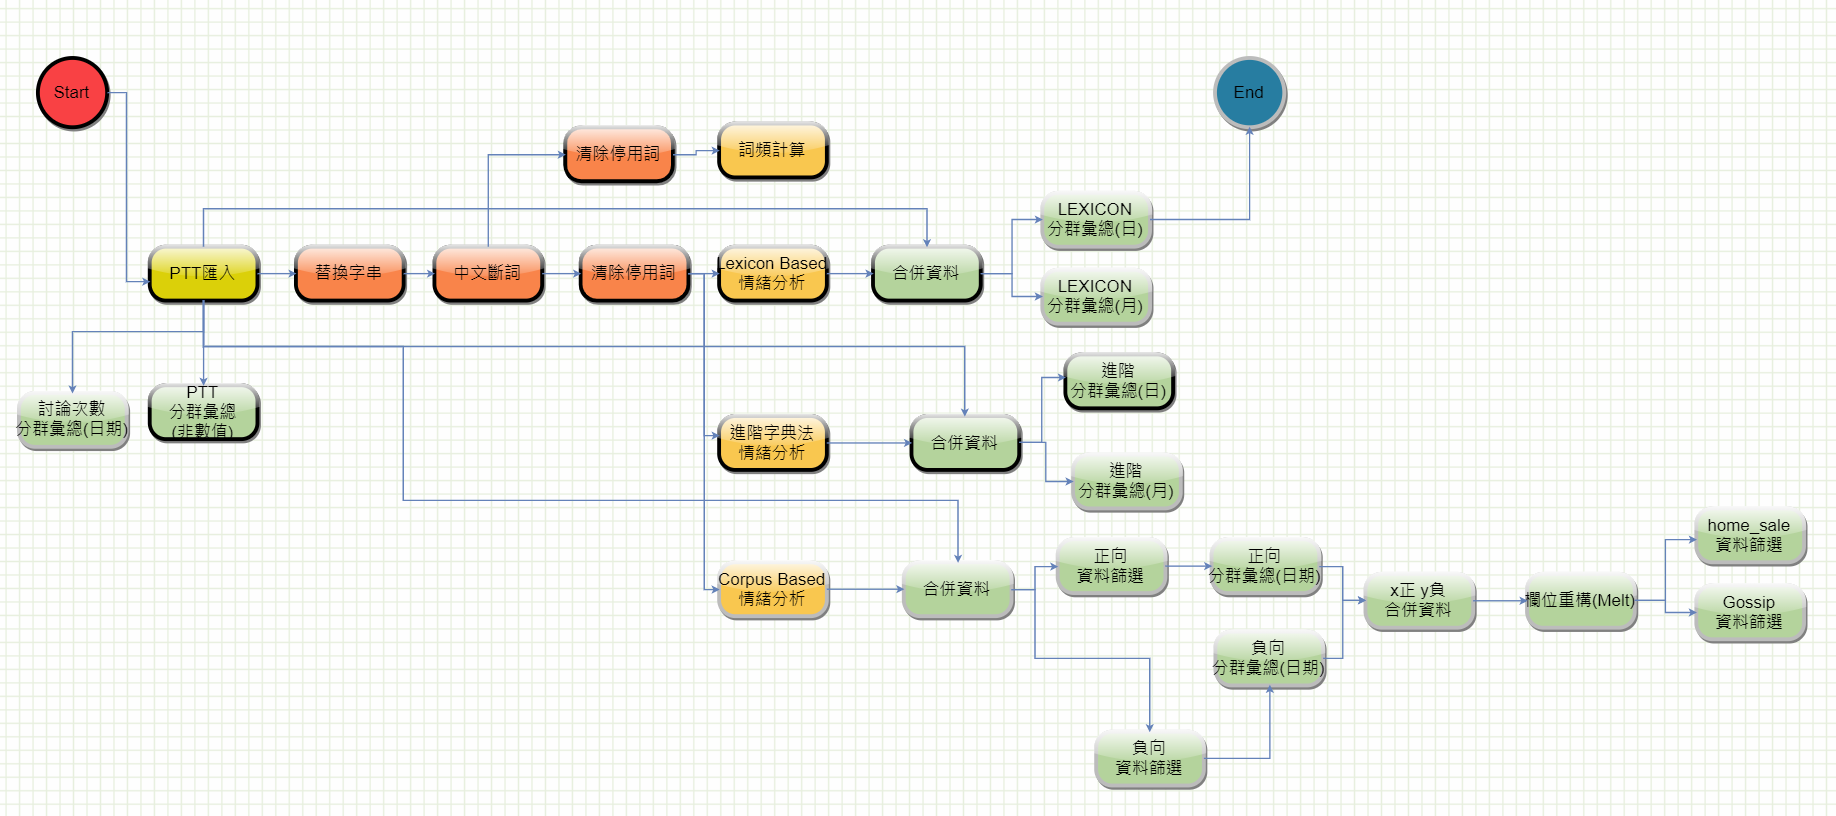 Start
End
清除停用詞
詞頻計算
LEXICON
分群彙總(日)
PTT匯入
替換字串
中文斷詞
清除停用詞
Lexicon Based
情緒分析
合併資料
LEXICON
分群彙總(月)
討論次數
分群彙總(日期)
PTT
分群彙總
(非數值)
進階
分群彙總(日)
進階字典法
情緒分析
合併資料
進階
分群彙總(月)
Corpus Based
情緒分析
合併資料
正向
資料篩選
正向
分群彙總(日期)
x正 y負
合併資料
欄位重構(Melt)
home_sale
資料篩選
Gossip
資料篩選
負向
分群彙總(日期)
負向
資料篩選